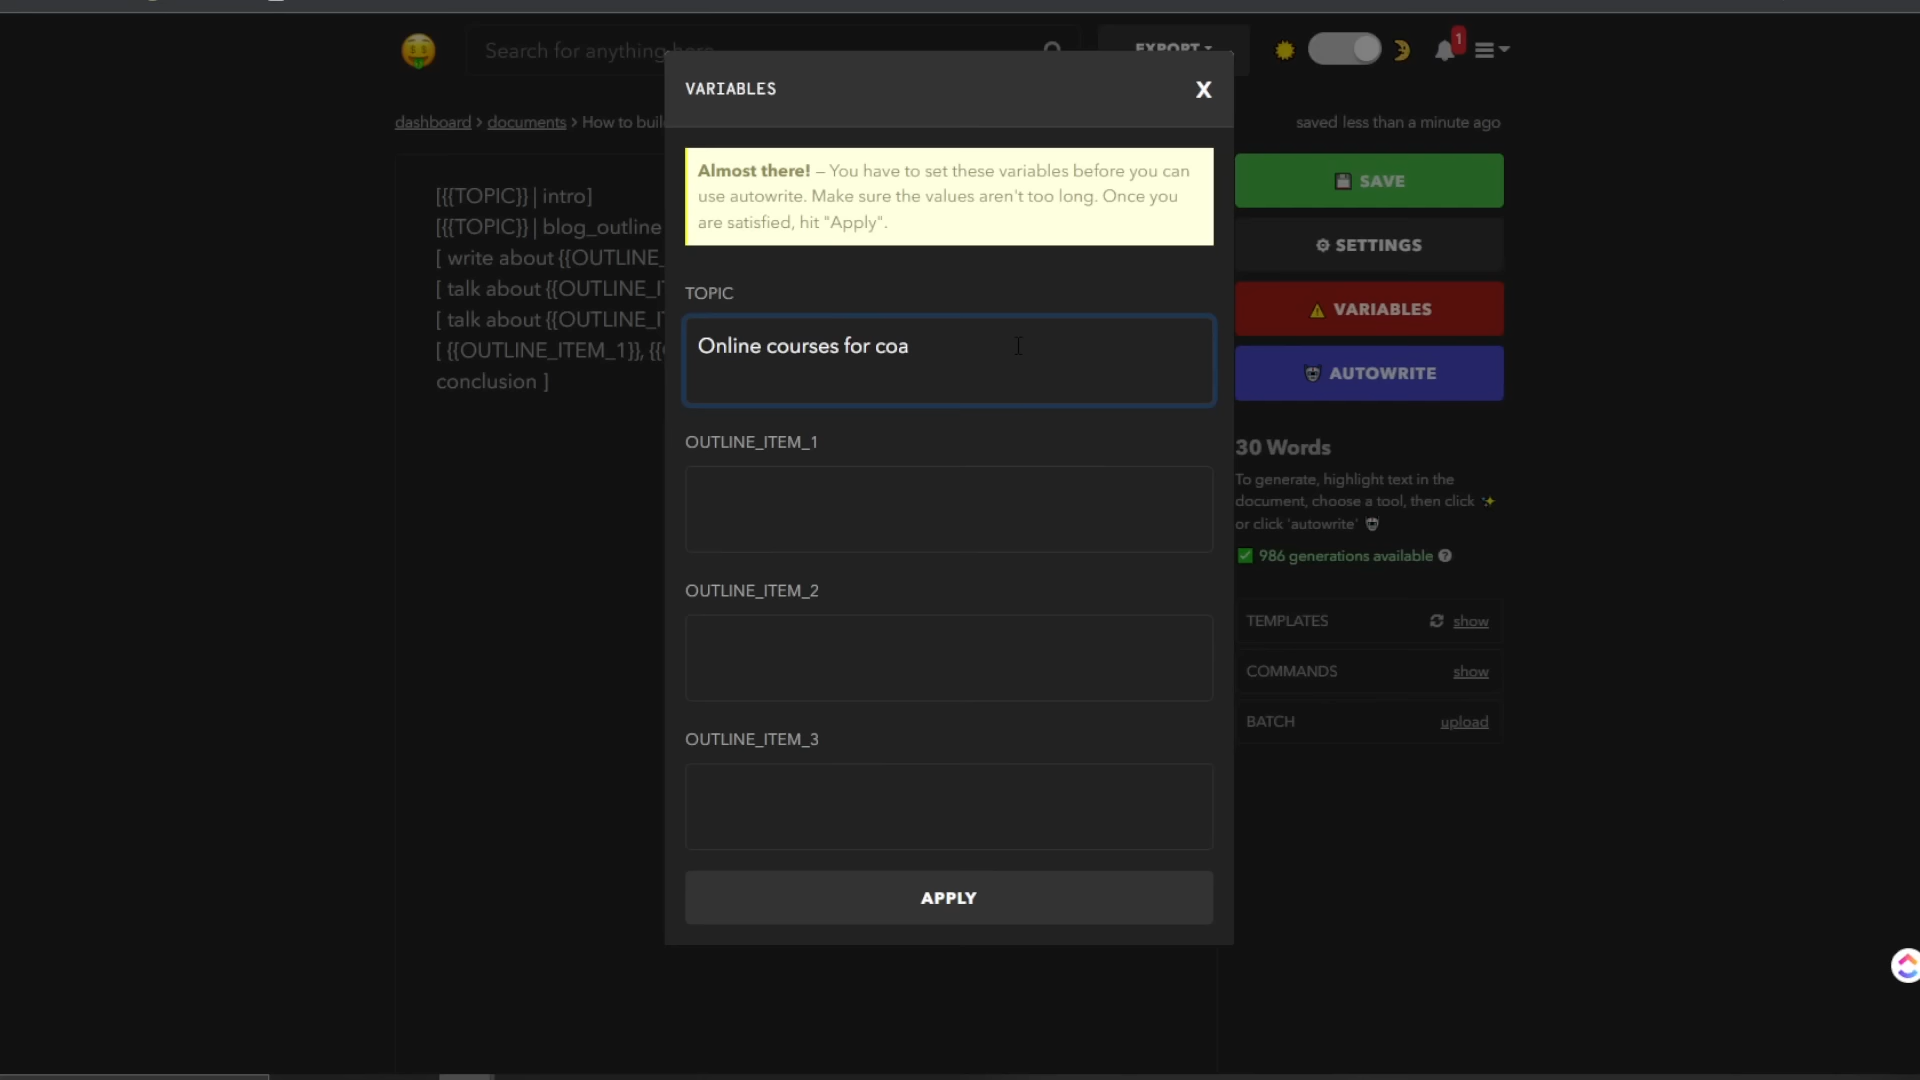 Search for anything here
EXPORT
1
VARIABLES
X
dashboard > documents > How to buil
saved less than a minute ago
Almost there! – You have to set these variables before you can
use autowrite. Make sure the values aren't too long. Once you
are satisfied, hit "Apply".
[{{TOPIC}} | intro]
[{{TOPIC}} | blog_outline
[ write about {{OUTLINE_
[ talk about {{OUTLINE_IT
[ talk about {{OUTLINE_IT
[ {{OUTLINE_ITEM_1}}, {{
conclusion ]
TOPIC
Online courses for coa
OUTLINE_ITEM_1
OUTLINE_ITEM_2
OUTLINE_ITEM_3
APPLY
SAVE
SETTINGS
VARIABLES
AUTOWRITE
30 Words
To generate, highlight text in the
document, choose a tool, then click
or click 'autowrite'
986 generations available
TEMPLATES show
COMMANDS show
BATCH upload